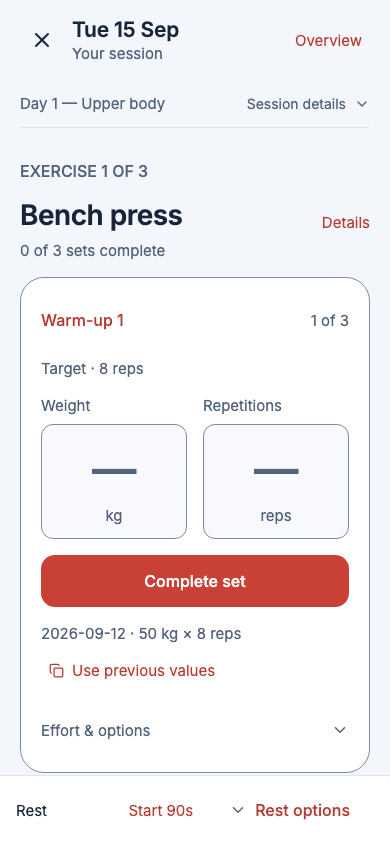 Tue 15 Sep
Your session
Overview
Day 1 — Upper body
Session details
EXERCISE 1 OF 3
Bench press
Details
0 of 3 sets complete
Warm-up 1
1 of 3
Target · 8 reps
Weight
Repetitions
—
—
kg
reps
Complete set
2026-09-12 · 50 kg × 8 reps
Use previous values
Effort & options
Rest
Start 90s
Rest options